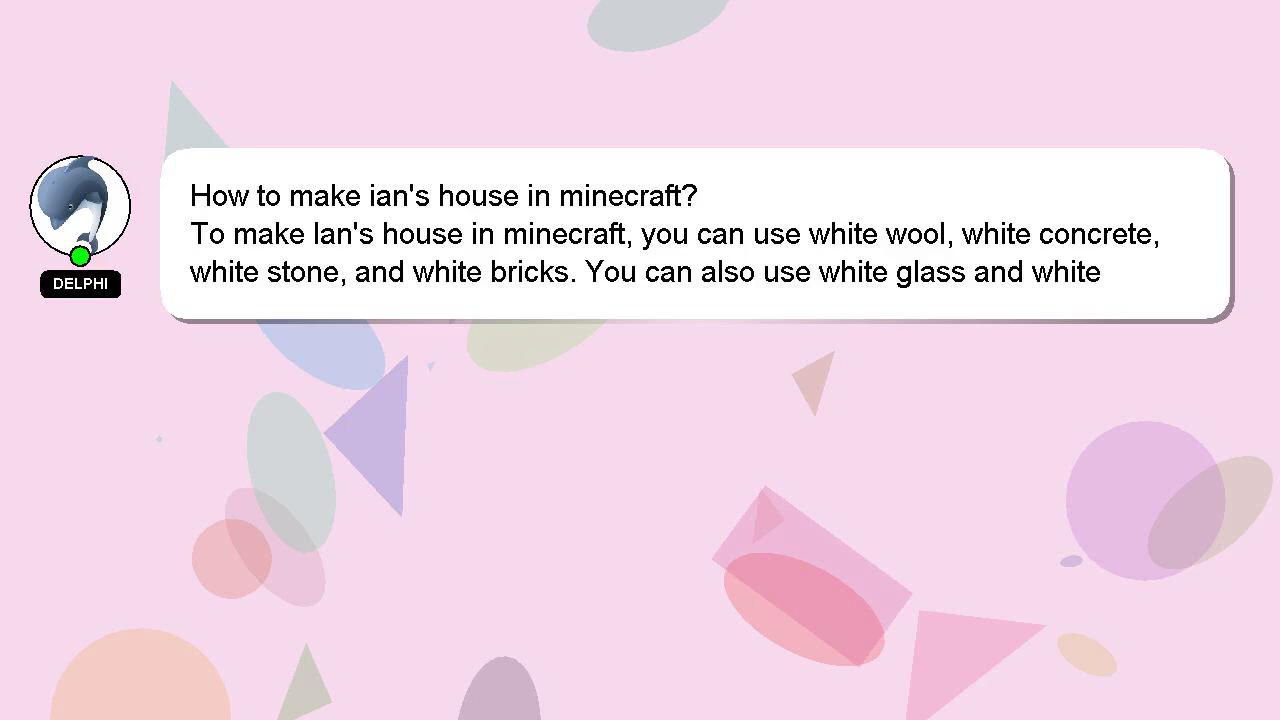 How to make ian's house in minecraft?
To make Ian's house in minecraft, you can use white wool, white concrete,
white stone, and white bricks. You can also use white glass and white
DELPHI